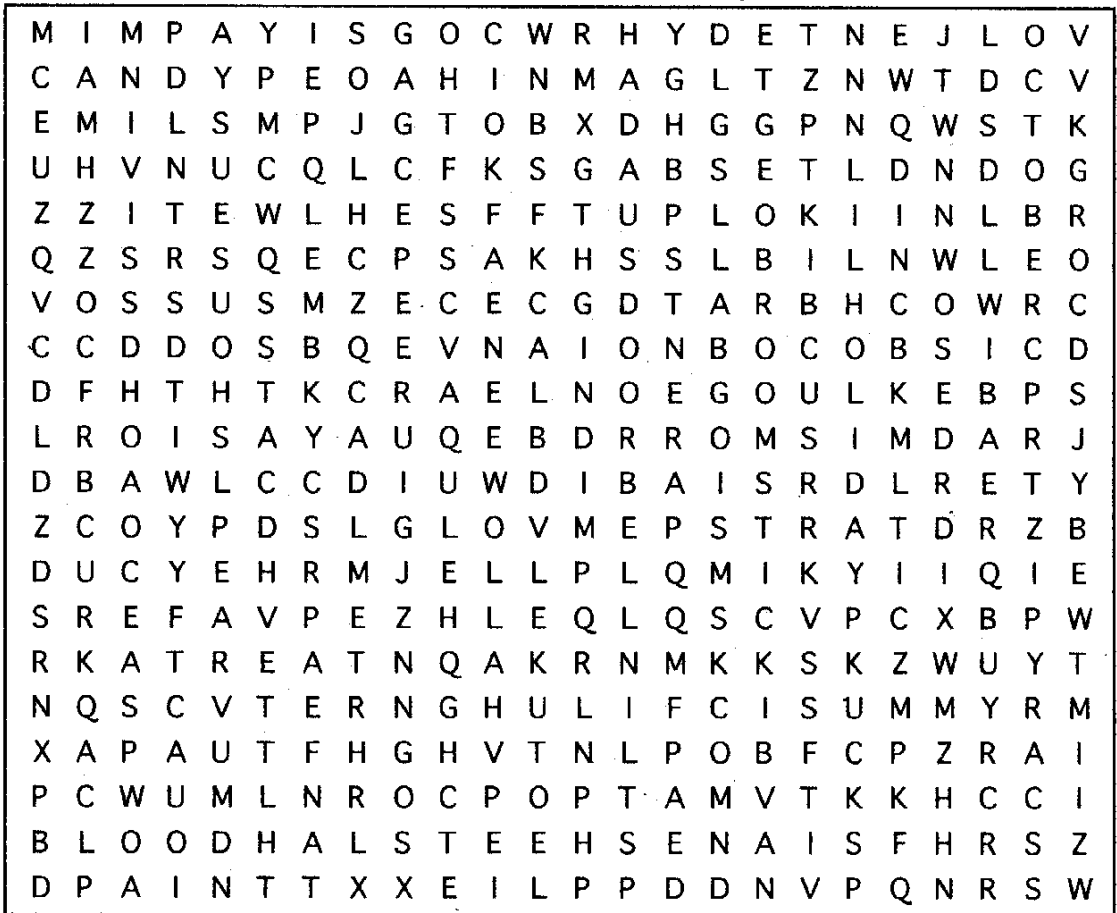 M I M P A Y I S G O C W R H Y D E T N E J L O V
C A N D Y P E O A H I N M A G L T Z N W T D C V
E M I L S M P J G T O B X D H G G P N Q W S T K
U H V N U C Q L C F K S G A B S E T L D N D O G
Z Z I T E W L H E S F F T U P L O K I I N L B R
Q Z S R S Q E C P S A K H S S L B I L N W L E O
V O S S U S M Z E C E C G D T A R B H C O W R C
C C D D O S B Q E V N A I O N B O C O B S I C D
D F H T H T K C R A E L N O E G O U L K E B P S
L R O I S A Y A U Q E B D R R O M S I M D A R J
D B A W L C C D I U W D I B A I S R D L R E T Y
Z C O Y P D S L G L O V M E P S T R A T D R Z B
D U C Y E H R M J E L L P L Q M I K Y I I Q I E
S R E F A V P E Z H L E Q L Q S C V P C X B P W
R K A T R E A T N Q A K R N M K K S K Z W U Y T
N Q S C V T E R N G H U L I F C I S U M M Y R M
X A P A U T F H G H V T N L P O B F C P Z R A I
P C W U M L N R O C P O P T A M V T K K H C C I
B L O O D H A L S T E E H S E N A I S F H R S Z
D P A I N T T X X E I L P P D D N V P Q N R S W